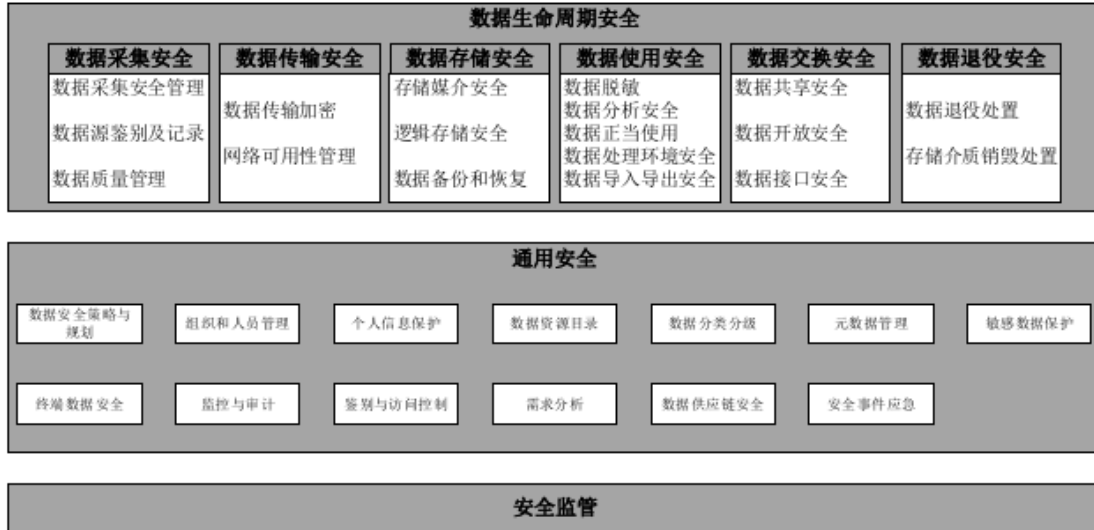 数据生命周期安全
数据采集安全
数据采集安全管理
数据源鉴别及记录
数据质量管理
数据传输安全
数据传输加密
网络可用性管理
数据存储安全
存储媒介安全
逻辑存储安全
数据备份和恢复
数据使用安全
数据脱敏
数据分析安全
数据正当使用
数据处理环境安全
数据导入导出安全
数据交换安全
数据共享安全
数据开放安全
数据接口安全
数据退役安全
数据退役处置
存储介质销毁处置
通用安全
数据安全策略与
规划
组织和人员管理
个人信息保护
数据资源目录
数据分类分级
元数据管理
敏感数据保护
终端数据安全
监控与审计
鉴别与访问控制
需求分析
数据供应链安全
安全事件应急
安全监管